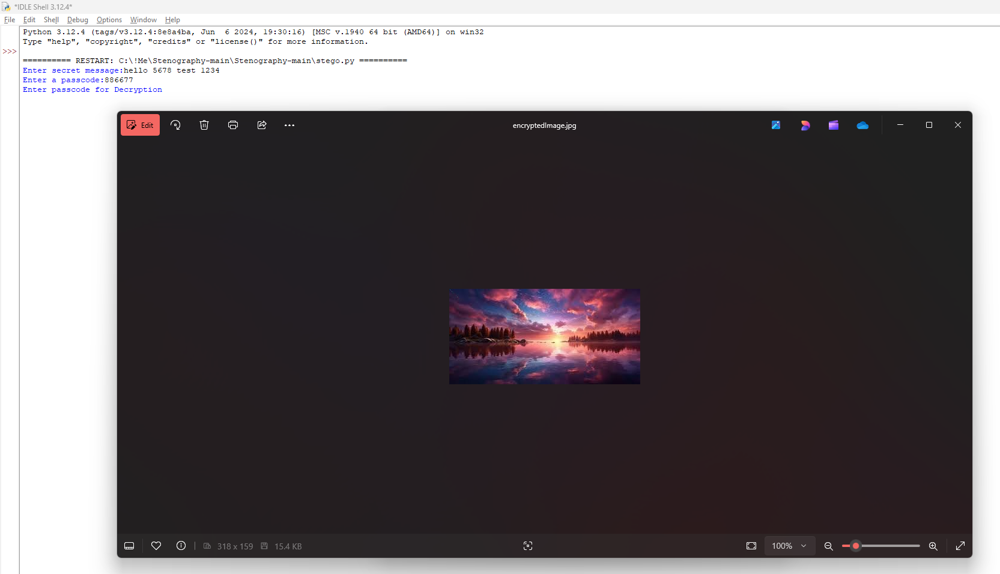 *IDLE Shell 3.12.4*
File Edit Shell Debug Options Window Help
Python 3.12.4 (tags/v3.12.4:8e8a4ba, Jun  6 2024, 19:30:16) [MSC v.1940 64 bit (AMD64)] on win32
Type "help", "copyright", "credits" or "license()" for more information.
>>>
========== RESTART: C:\!Me\Stenography-main\Stenography-main\stego.py ==========
Enter secret message:hello 5678 test 1234
Enter a passcode:886677
Enter passcode for Decryption
Edit encryptedImage.jpg
318 x 159 15.4 KB 100%